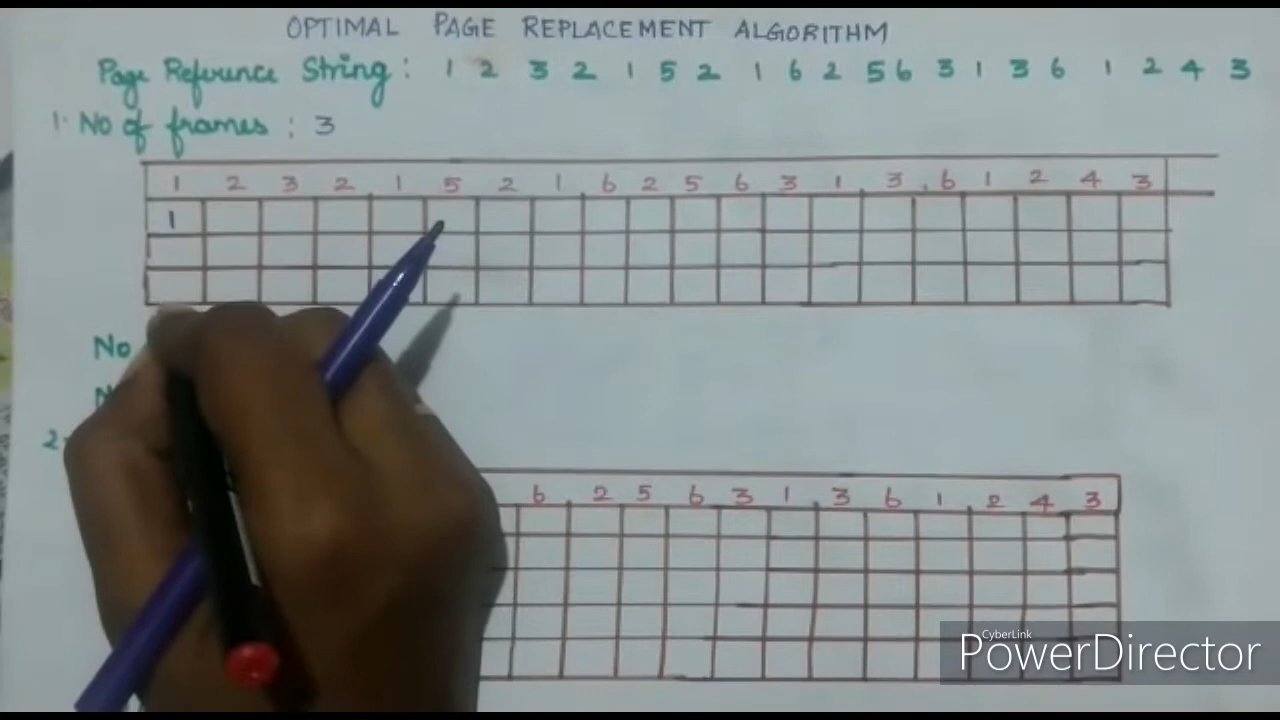 OPTIMAL PAGE REPLACEMENT ALGORITHM
Page Reference String : 1 2 3 2 1 5 2 1 6 2 5 6 3 1 3 6 1 2 4 3
1. No of frames : 3
1 2 3 2 1 5 2 1 6 2 5 6 3 1 3 6 1 2 4 3
1
No
2.
6 2 5 6 3 1 3 6 1 2 4 3
CyberLink
PowerDirector